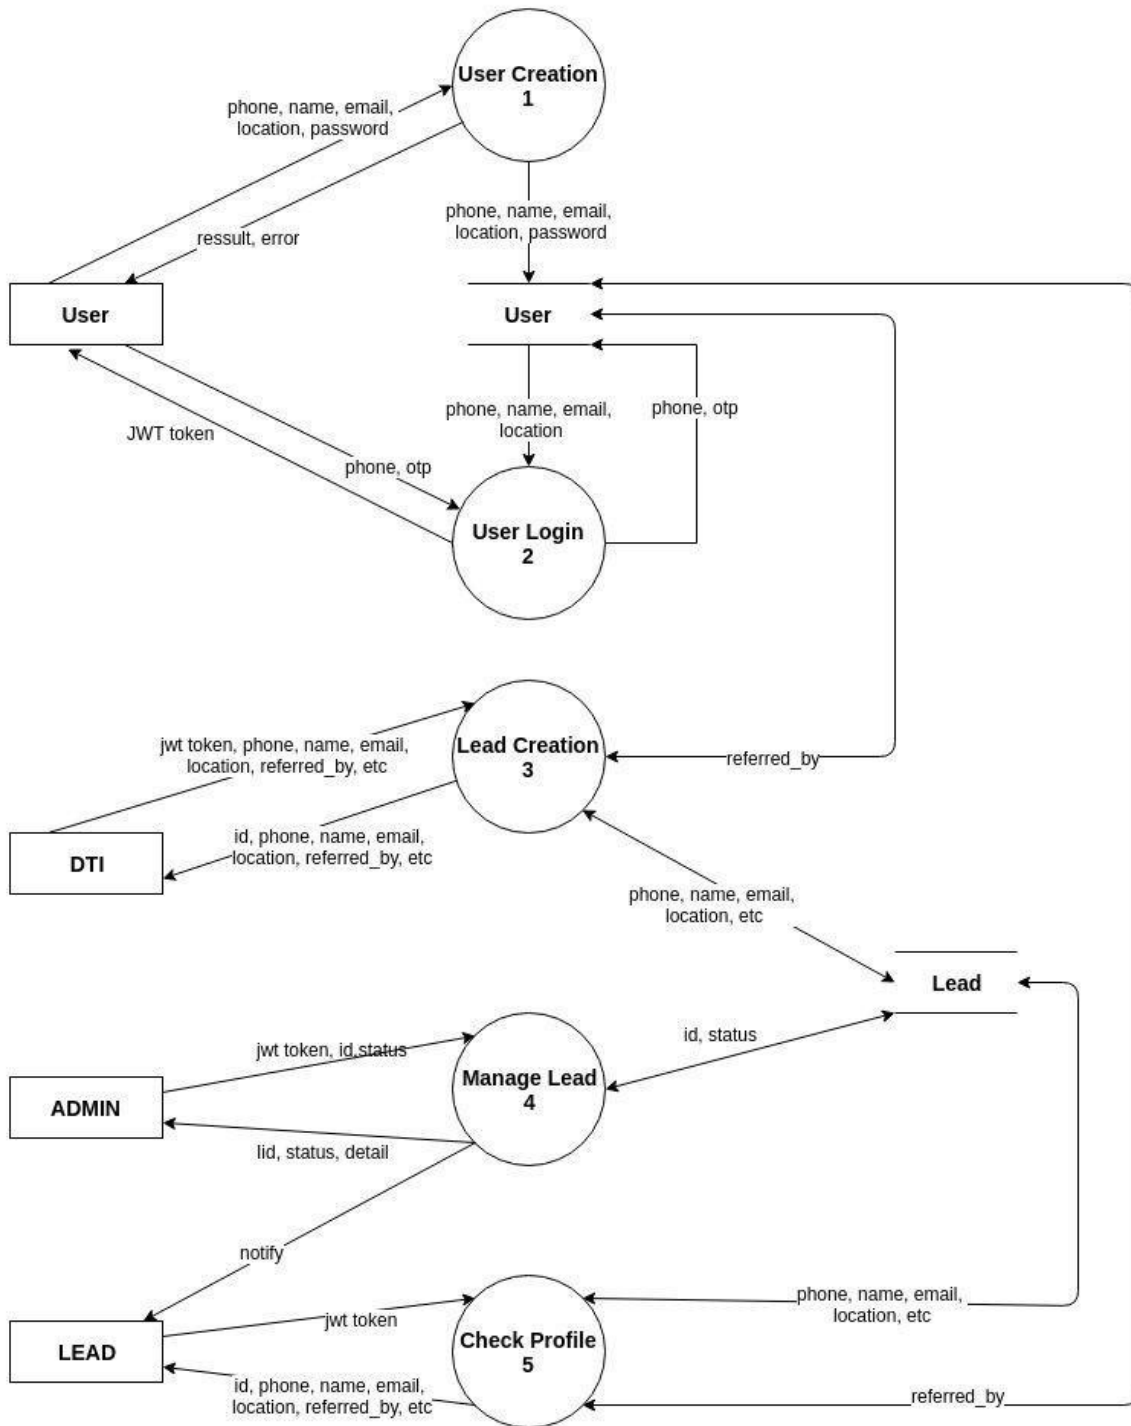 User Creation
1
phone, name, email,
location, password
ressult, error
phone, name, email,
location, password
User
User
phone, name, email,
location
phone, otp
JWT token
phone, otp
User Login
2
Lead Creation
3
jwt token, phone, name, email,
location, referred_by, etc
referred_by
id, phone, name, email,
location, referred_by, etc
DTI
phone, name, email,
location, etc
Lead
id, status
jwt token, id,status
Manage Lead
4
ADMIN
Iid, status, detail
notify
phone, name, email,
location, etc
jwt token
LEAD
Check Profile
5
id, phone, name, email,
location, referred_by, etc
referred_by